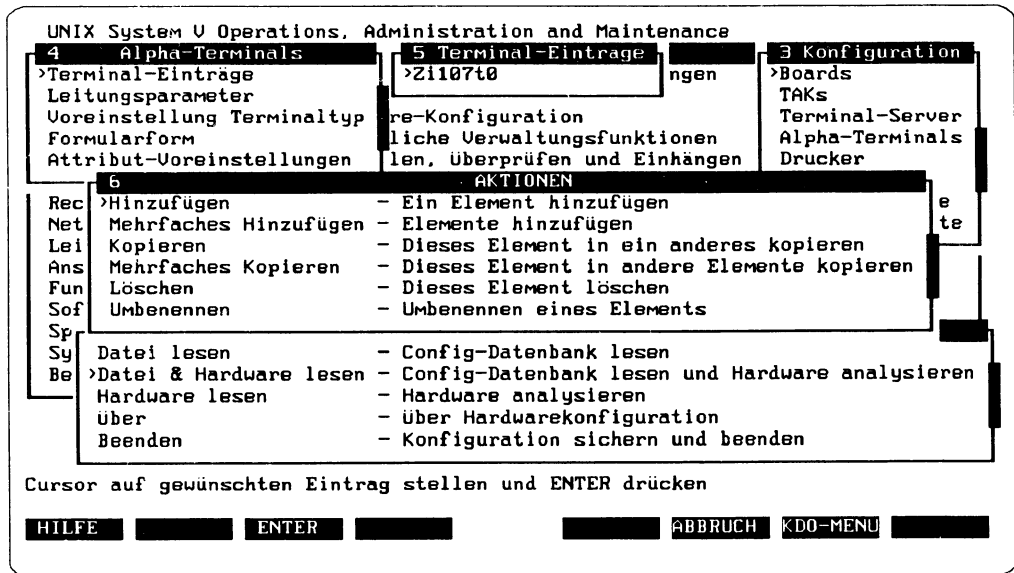 UNIX System V Operations, Administration and Maintenance
4 Alpha-Terminals 5 Terminal-Einträge 3 Konfiguration
>Terminal-Einträge >Zi107t0 ngen >Boards
Leitungsparameter TAKs
Voreinstellung Terminaltyp re-Konfiguration Terminal-Server
Formularform liche Verwaltungsfunktionen Alpha-Terminals
Attribut-Voreinstellungen len, überprüfen und Einhängen Drucker
6 AKTIONEN
Rec >Hinzufügen - Ein Element hinzufügen e
Net Mehrfaches Hinzufügen - Elemente hinzufügen te
Lei Kopieren - Dieses Element in ein anderes kopieren
Ans Mehrfaches Kopieren - Dieses Element in andere Elemente kopieren
Fun Löschen - Dieses Element löschen
Sof Umbenennen - Umbenennen eines Elements
Sp
Sy Datei lesen - Config-Datenbank lesen
Be >Datei & Hardware lesen - Config-Datenbank lesen und Hardware analysieren
Hardware lesen - Hardware analysieren
über - über Hardwarekonfiguration
Beenden - Konfiguration sichern und beenden
Cursor auf gewünschten Eintrag stellen und ENTER drücken
HILFE ENTER ABBRUCH KDO-MENU